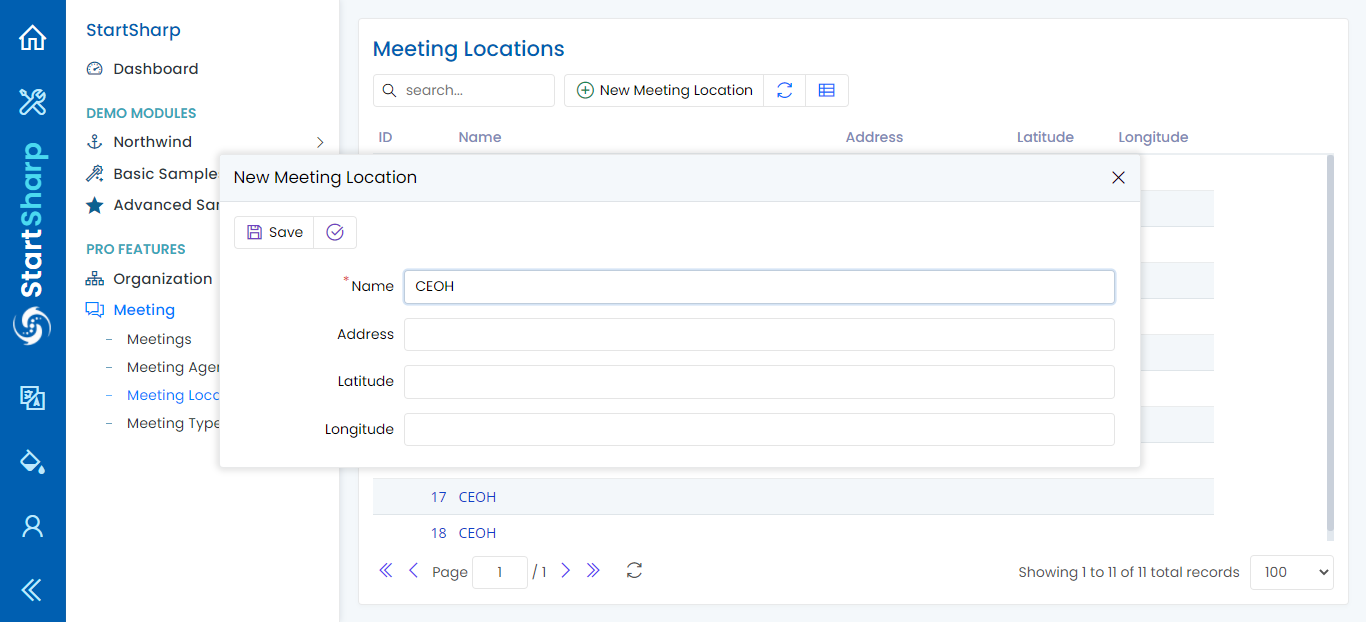 StartSharp
StartSharp
Dashboard
DEMO MODULES
Northwind
Basic Sample
Advanced Sar
PRO FEATURES
Organization
Meeting
Meetings
Meeting Ager
Meeting Loca
Meeting Type
Meeting Locations
search...
New Meeting Location
ID Name Address Latitude Longitude
New Meeting Location
Save
*Name CEOH
Address
Latitude
Longitude
17 CEOH
18 CEOH
Page 1 / 1
Showing 1 to 11 of 11 total records 100